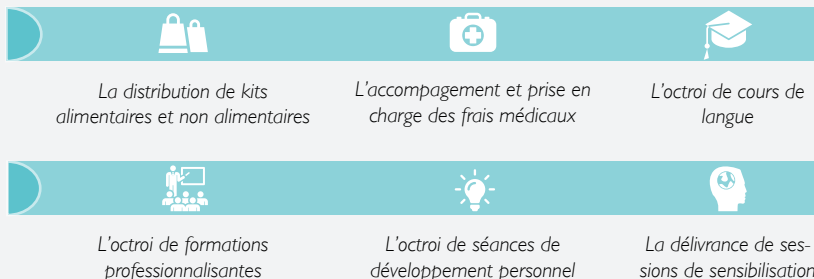 La distribution de kits
alimentaires et non alimentaires
L'accompagnement et prise en
charge des frais médicaux
L'octroi de cours de
langue
L'octroi de formations
professionnalisantes
L'octroi de séances de
développement personnel
La délivrance de ses-
sions de sensibilisation